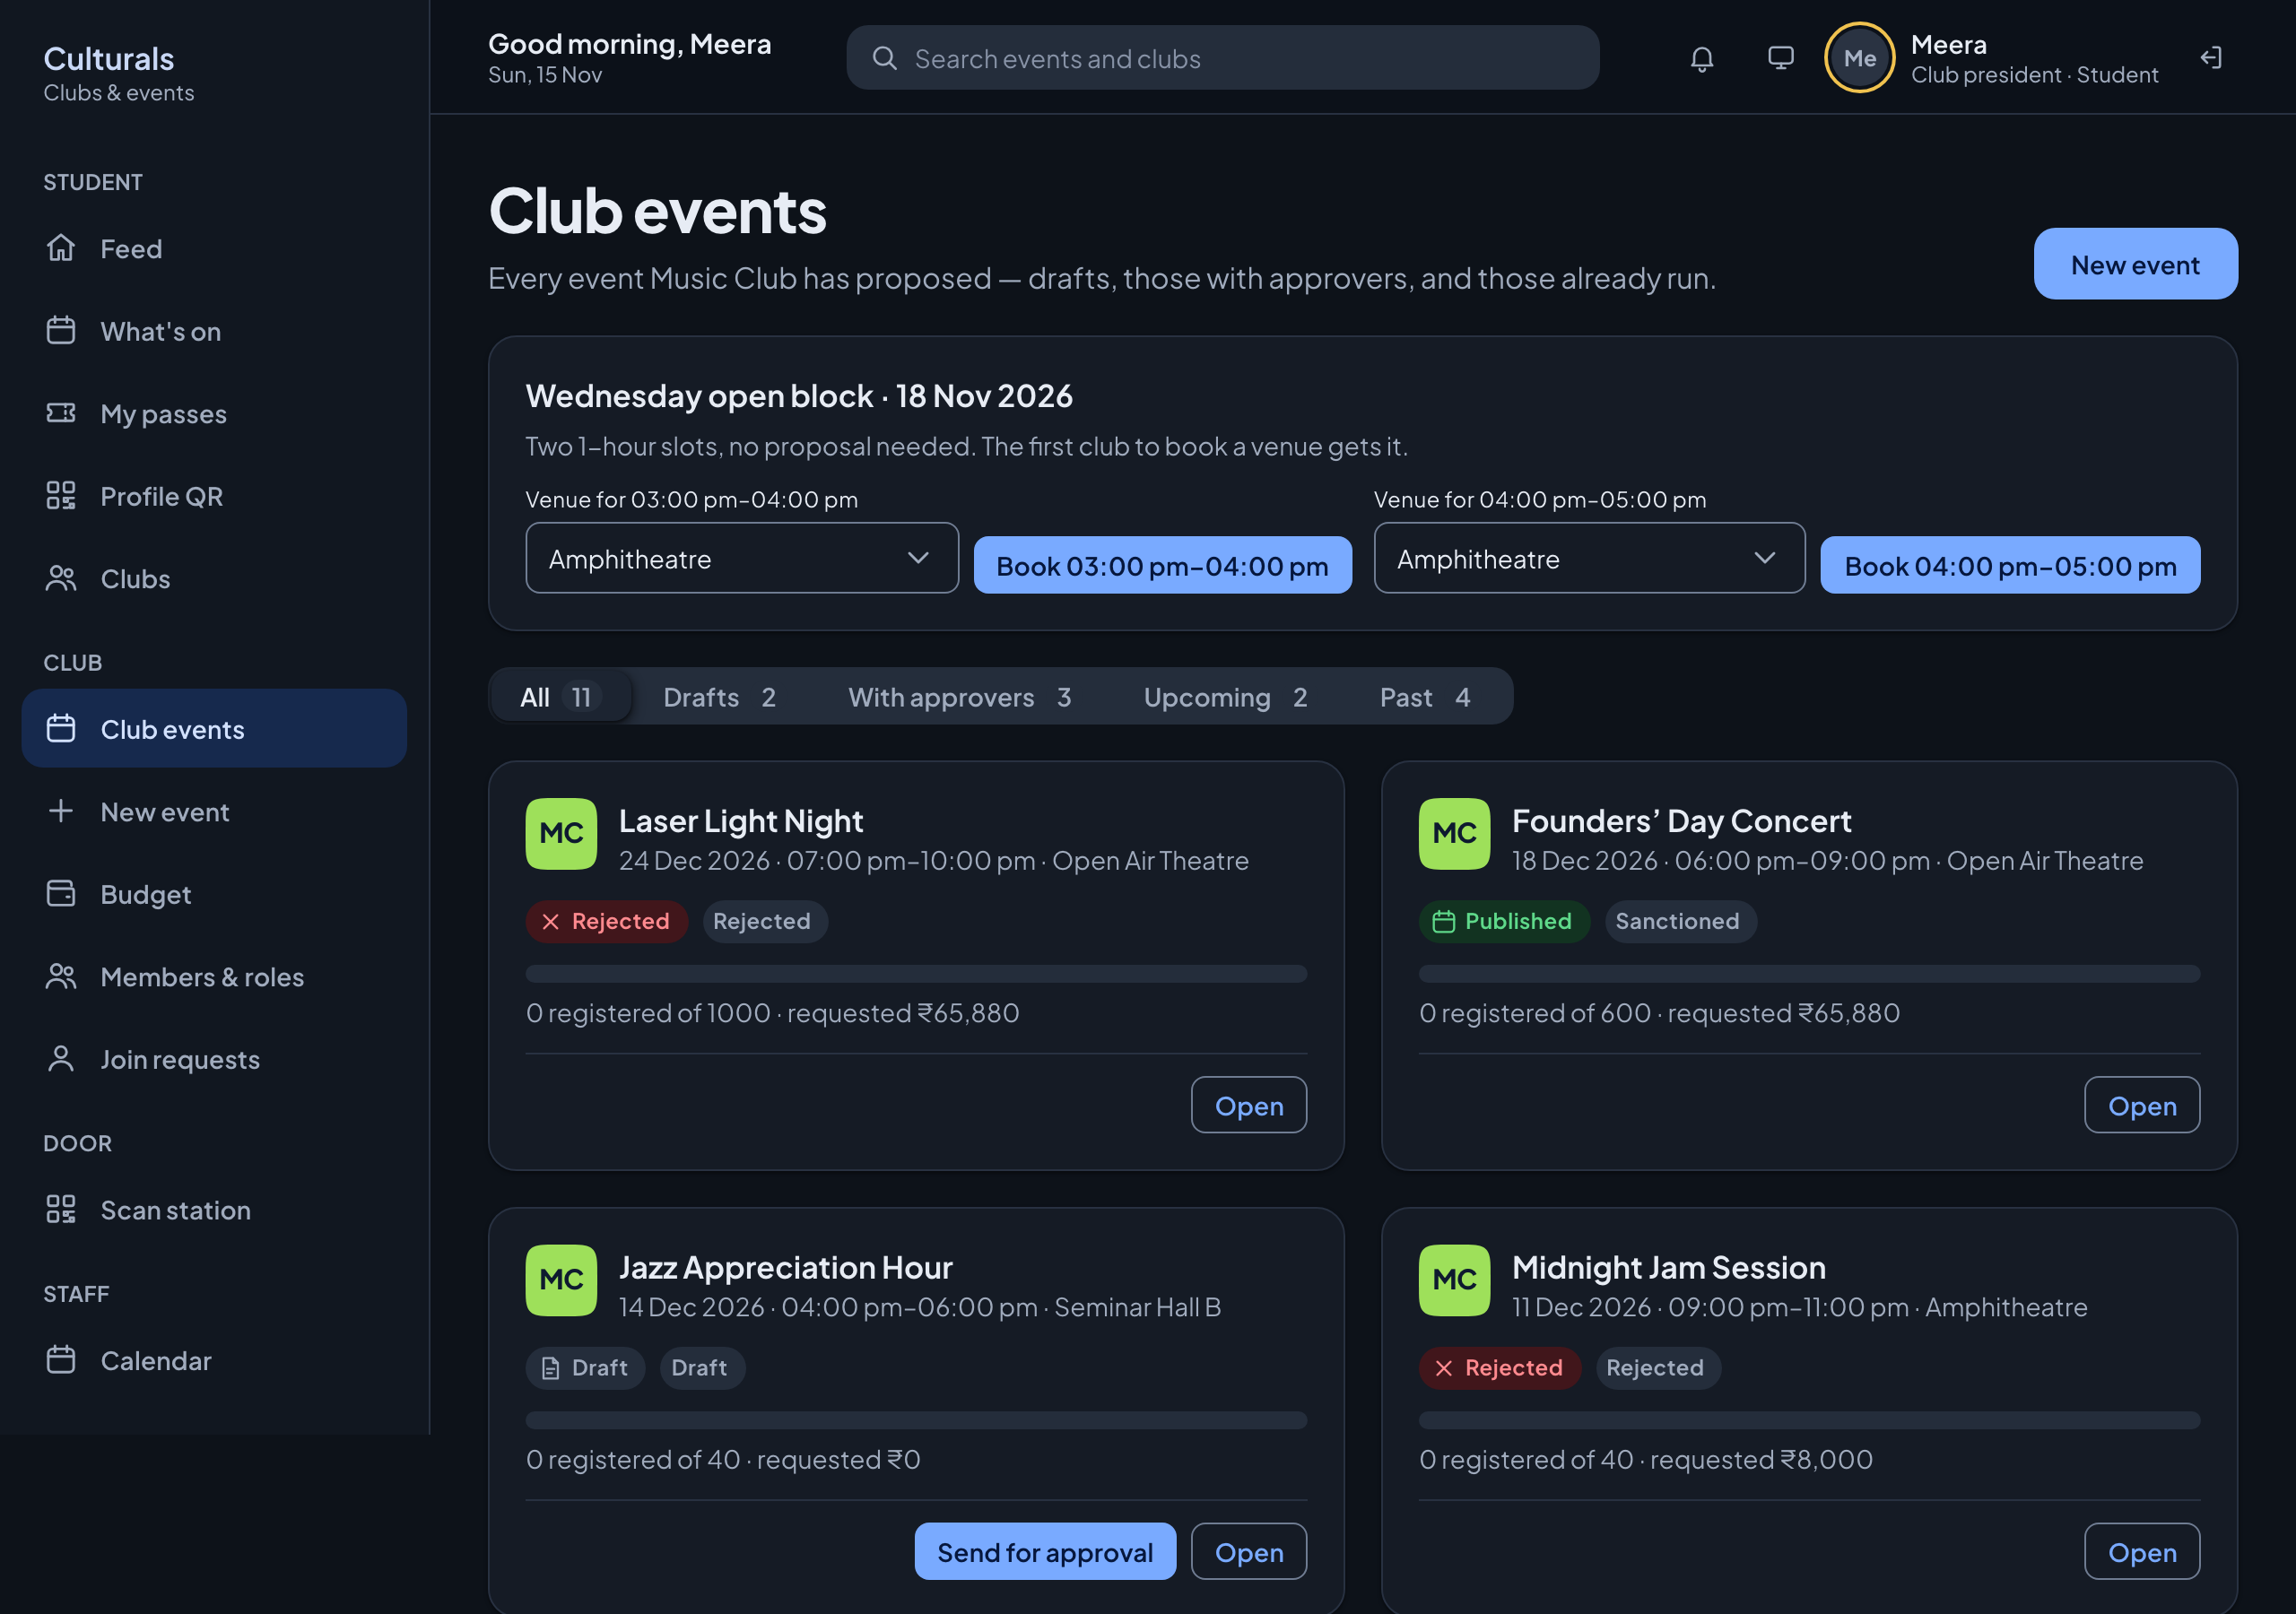 Culturals
Clubs & events
STUDENT
Feed
What's on
My passes
Profile QR
Clubs
CLUB
Club events
New event
Budget
Members & roles
Join requests
DOOR
Scan station
STAFF
Calendar
Good morning, Meera
Sun, 15 Nov
Search events and clubs
Me
Meera
Club president · Student
Club events
Every event Music Club has proposed — drafts, those with approvers, and those already run.
New event
Wednesday open block · 18 Nov 2026
Two 1-hour slots, no proposal needed. The first club to book a venue gets it.
Venue for 03:00 pm–04:00 pm
Amphitheatre
Book 03:00 pm–04:00 pm
Venue for 04:00 pm–05:00 pm
Amphitheatre
Book 04:00 pm–05:00 pm
All 11 Drafts 2 With approvers 3 Upcoming 2 Past 4
MC
Laser Light Night
24 Dec 2026 · 07:00 pm–10:00 pm · Open Air Theatre
Rejected Rejected
0 registered of 1000 · requested ₹65,880
Open
MC
Founders’ Day Concert
18 Dec 2026 · 06:00 pm–09:00 pm · Open Air Theatre
Published Sanctioned
0 registered of 600 · requested ₹65,880
Open
MC
Jazz Appreciation Hour
14 Dec 2026 · 04:00 pm–06:00 pm · Seminar Hall B
Draft Draft
0 registered of 40 · requested ₹0
Send for approval Open
MC
Midnight Jam Session
11 Dec 2026 · 09:00 pm–11:00 pm · Amphitheatre
Rejected Rejected
0 registered of 40 · requested ₹8,000
Open